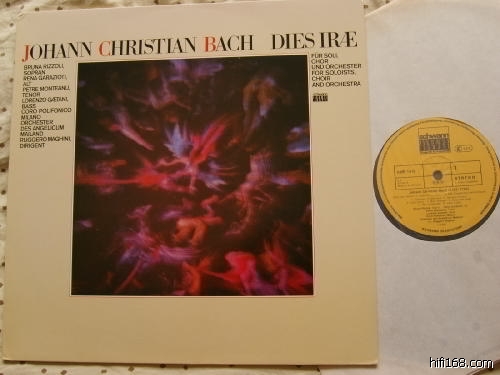 JOHANN CHRISTIAN BACH DIES IRÆ
BRUNA RIZZOLI,
SOPRAN
RENA GARAZIOTI,
ALT
PETRE MONTEANU,
TENOR
LORENZO GAETANI,
BASS
CORO POLIFONICO
MILANO
ORCHESTER
DES ANGELICUM
MAILAND
RUGGERO MAGHINI,
DIRIGENT
FÜR SOLI,
CHOR
UND ORCHESTER
FOR SOLOISTS,
CHOIR
AND ORCHESTRA
schwann
1
STEREO
hifi168.com